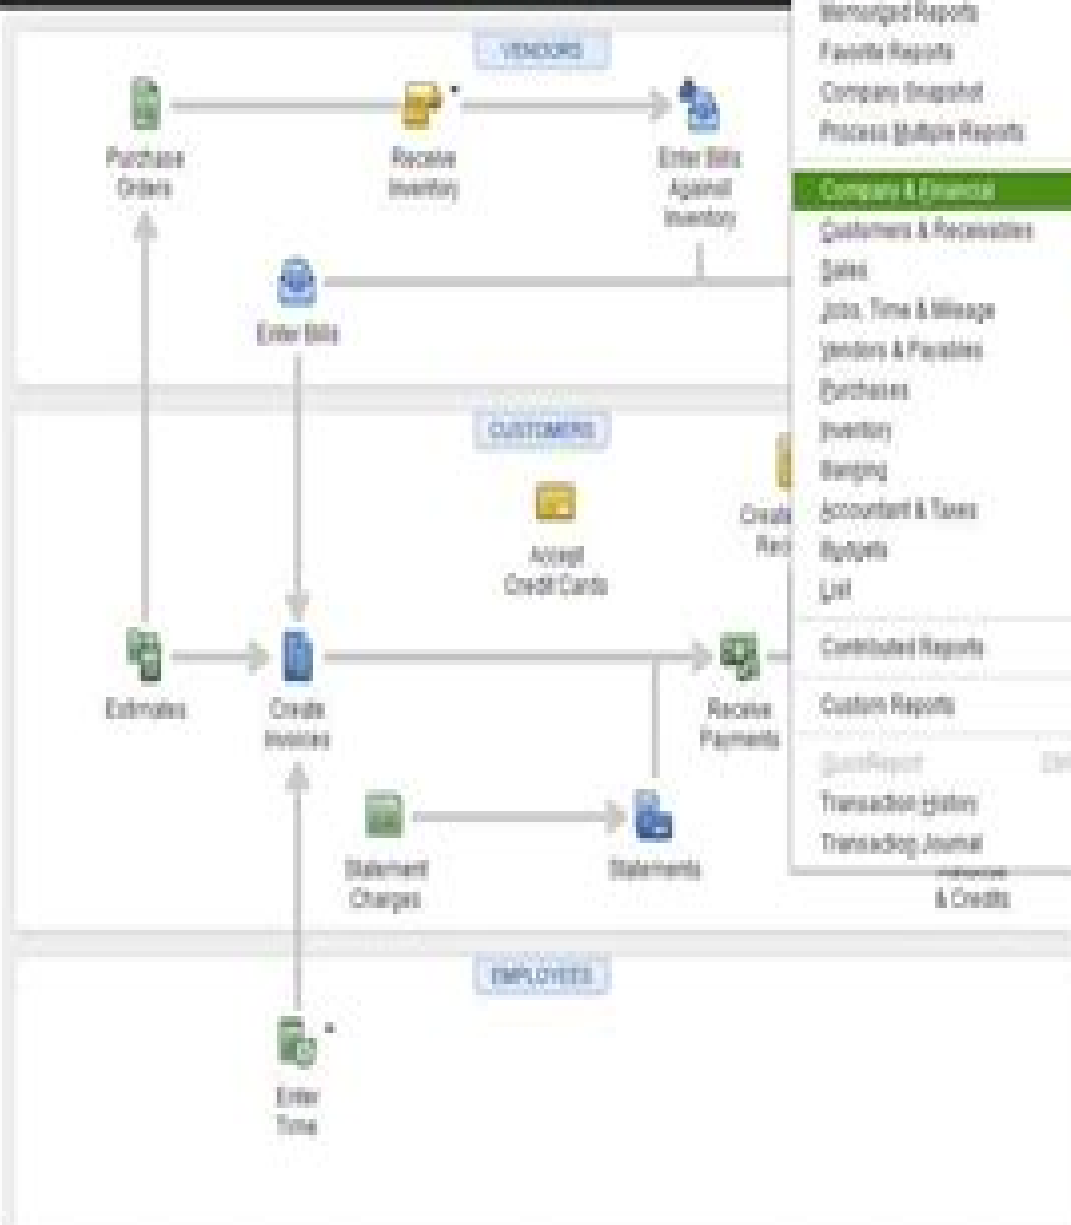 VENDORS
Purchase
Orders
Receive
Inventory
Enter Bills
Against
Inventory
Enter Bills
CUSTOMERS
Accept
Credit Cards
Create
Estimates
Create
Invoices
Receive
Payments
Statement
Charges
Statements
& Credits
EMPLOYEES
Enter
Time
Memorized Reports
Favorite Reports
Company Snapshot
Process Multiple Reports
Company & Financial
Customers & Receivables
Sales
Jobs, Time & Mileage
Vendors & Payables
Purchases
Inventory
Banking
Accountant & Taxes
Budgets
List
Contributed Reports
Custom Reports
QuickReport
Transaction History
Transaction Journal